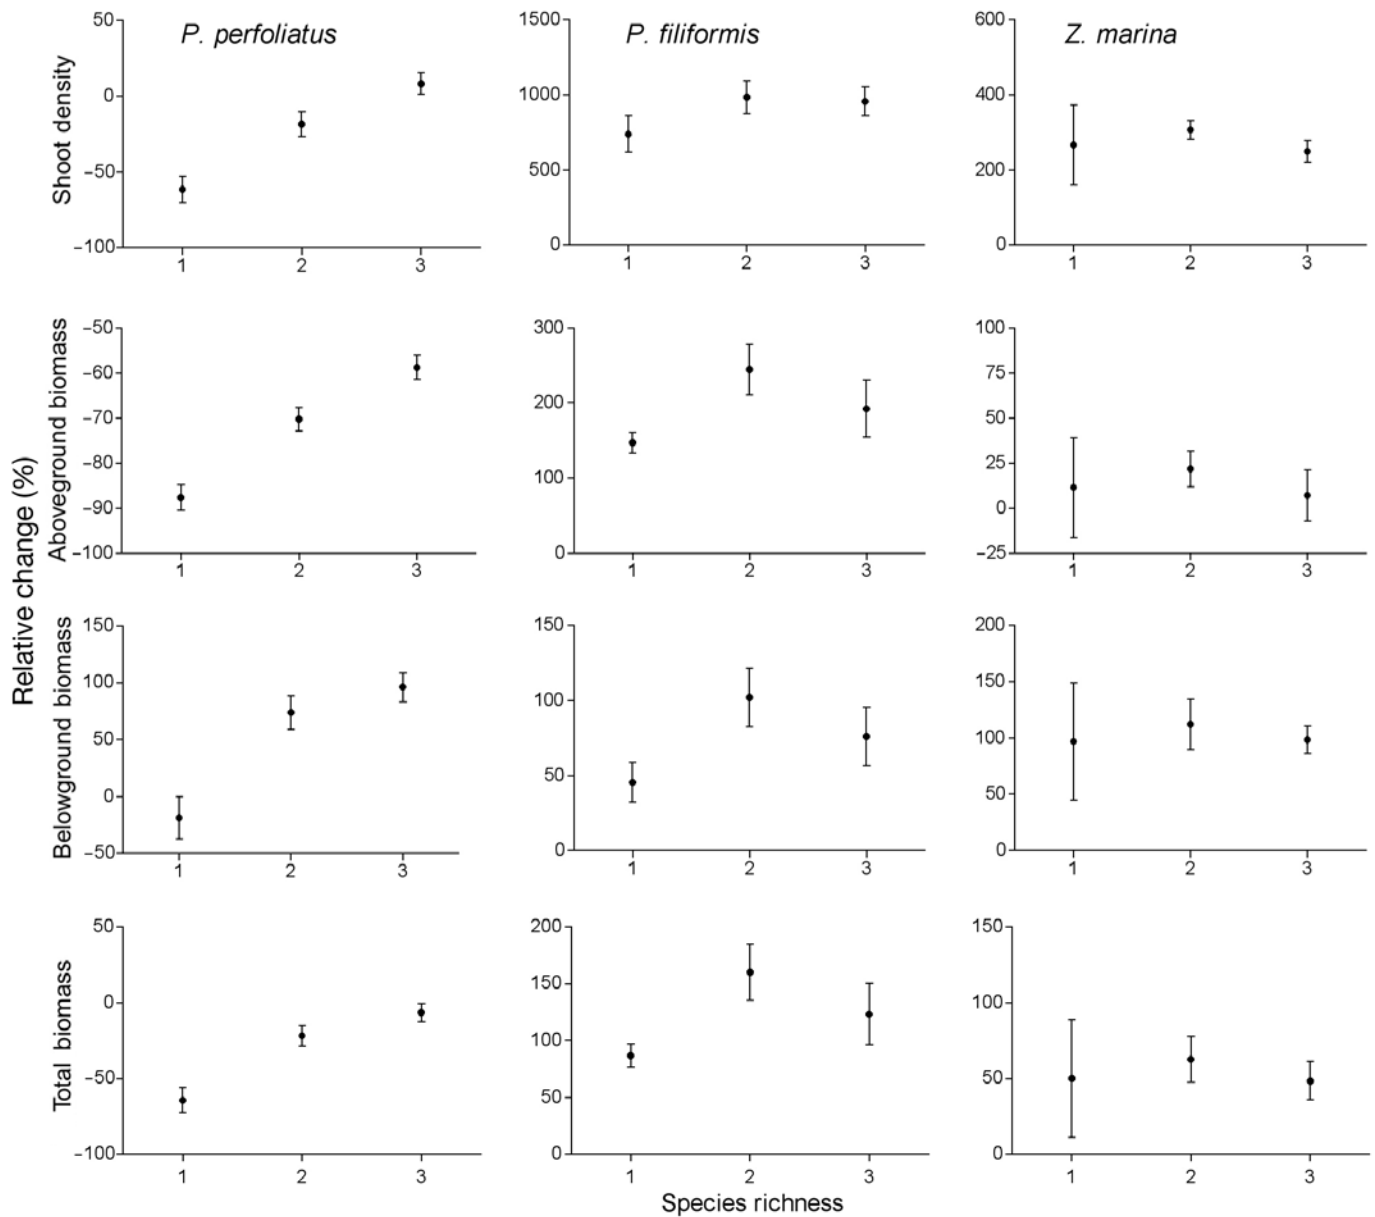 P. perfoliatus
P. filiformis
Z. marina
Relative change (%)
Shoot density
50
0
−50
−100
1 2 3
1500
1000
500
0
1 2 3
600
400
200
0
1 2 3
Aboveground biomass
−50
−60
−70
−80
−90
−100
1 2 3
300
200
100
0
1 2 3
100
75
50
25
0
−25
1 2 3
Belowground biomass
150
100
50
0
−50
1 2 3
150
100
50
0
1 2 3
200
150
100
50
0
1 2 3
Total biomass
50
0
−50
−100
1 2 3
200
150
100
50
0
1 2 3
150
100
50
0
1 2 3
Species richness